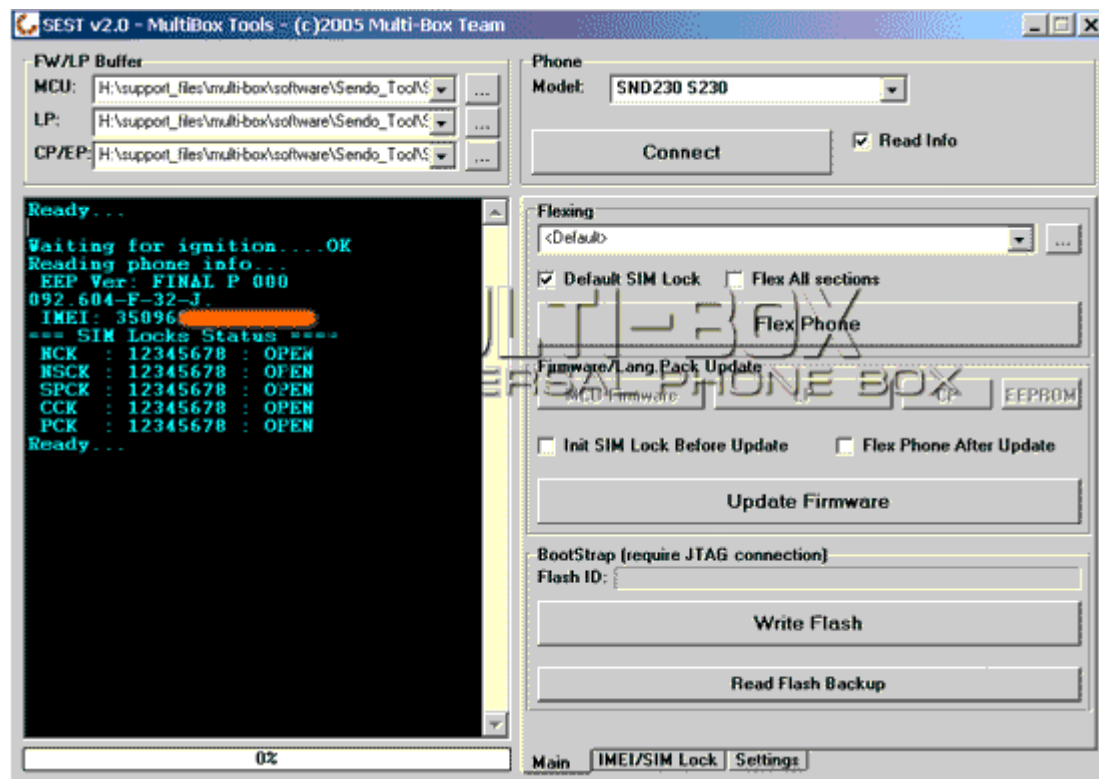 SEST v2.0 - MultiBox Tools - (c)2005 Multi-Box Team
FW/LP Buffer
MCU: H:\support_files\multi-box\software\Sendo_Tool\S ...
LP: H:\support_files\multi-box\software\Sendo_Tool\S ...
CP/EP: H:\support_files\multi-box\software\Sendo_Tool\S ...
Phone
Model: SND230 S230
Connect
Read Info
Ready...
Waiting for ignition....OK
Reading phone info...
EEP Ver: FINAL P 000
092.604-F-32-J.
IMEI: 35096
=== SIM Locks Status ====
NCK : 12345678 : OPEN
NSCK : 12345678 : OPEN
SPCK : 12345678 : OPEN
CCK : 12345678 : OPEN
PCK : 12345678 : OPEN
Ready...
0%
Flexing
<Default> ...
Default SIM Lock Flex All sections
Flex Phone
ULTI-BOX
ERSAL PHONE BOX
Firmware/Lang.Pack Update
MCU Firmware LP CP EEPROM
Init SIM Lock Before Update Flex Phone After Update
Update Firmware
BootStrap (require JTAG connection)
Flash ID:
Write Flash
Read Flash Backup
Main IMEI/SIM Lock Settings